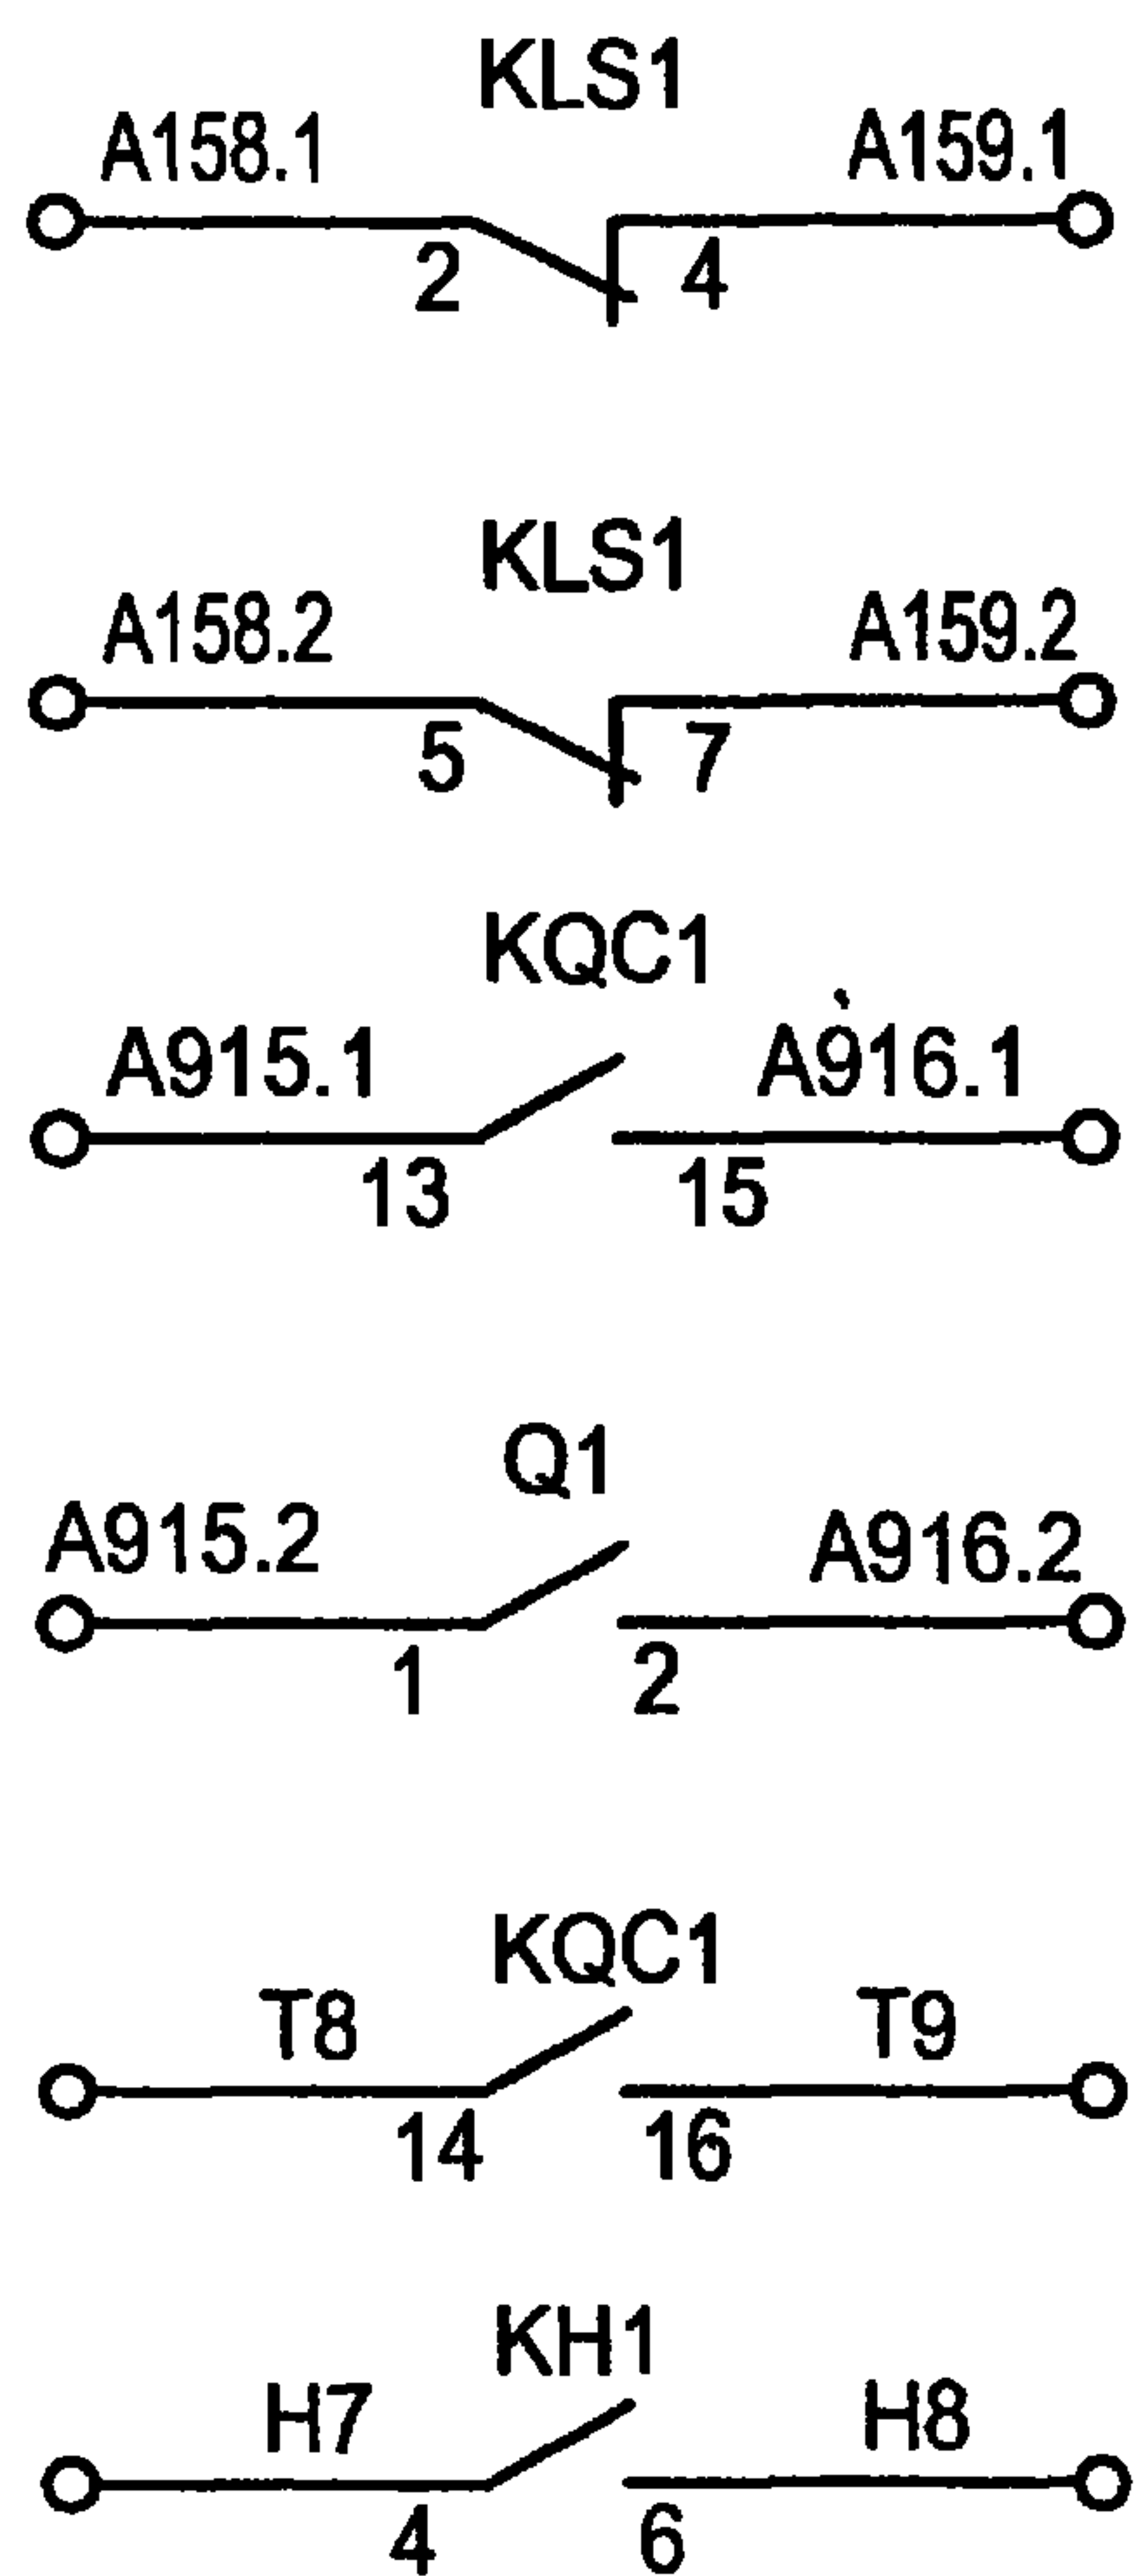 KLS1
A158.1 A159.1
2 4
KLS1
A158.2 A159.2
5 7
KQC1
A915.1 A916.1
13 15
Q1
A915.2 A916.2
1 2
KQC1
T8 T9
14 16
KH1
H7 H8
4 6